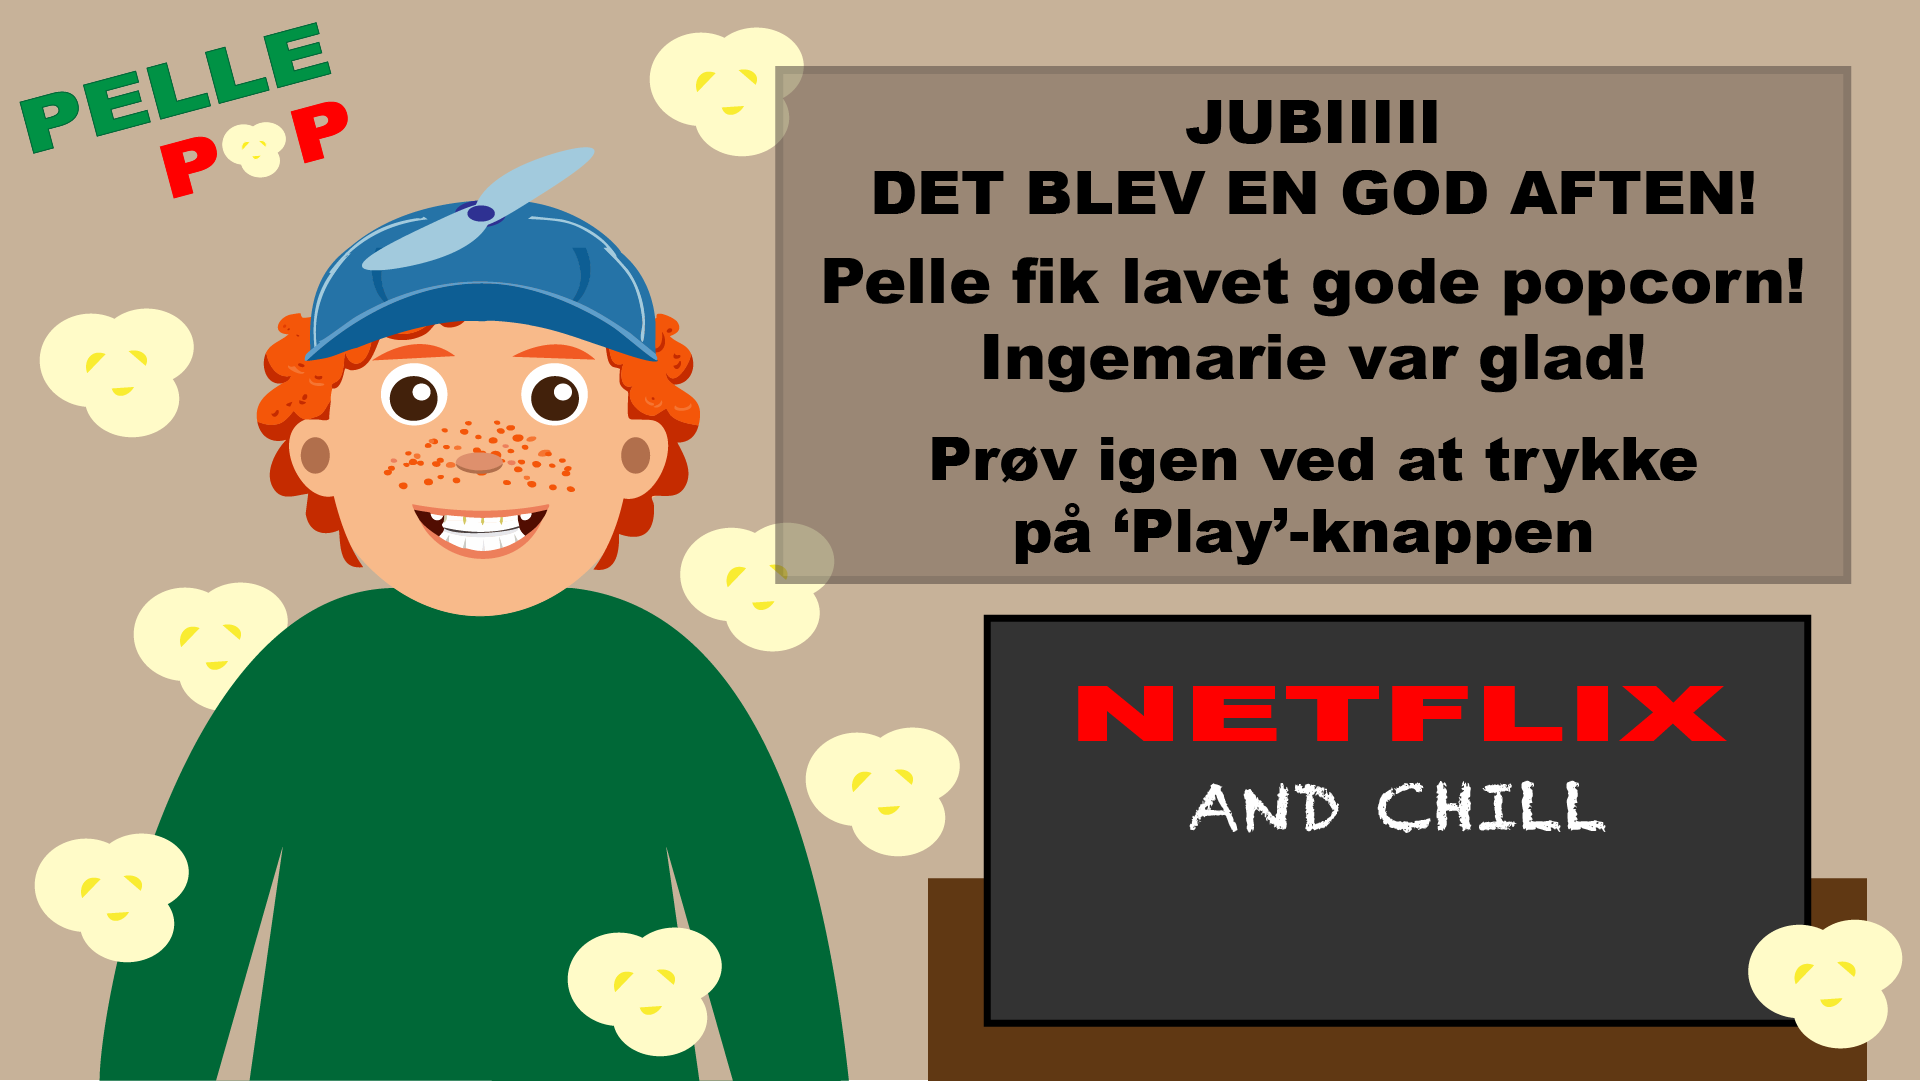 PELLE
POP
JUBIIIII
DET BLEV EN GOD AFTEN!
Pelle fik lavet gode popcorn!
Ingemarie var glad!
Prøv igen ved at trykke
på ‘Play’-knappen
NETFLIX
AND CHILL